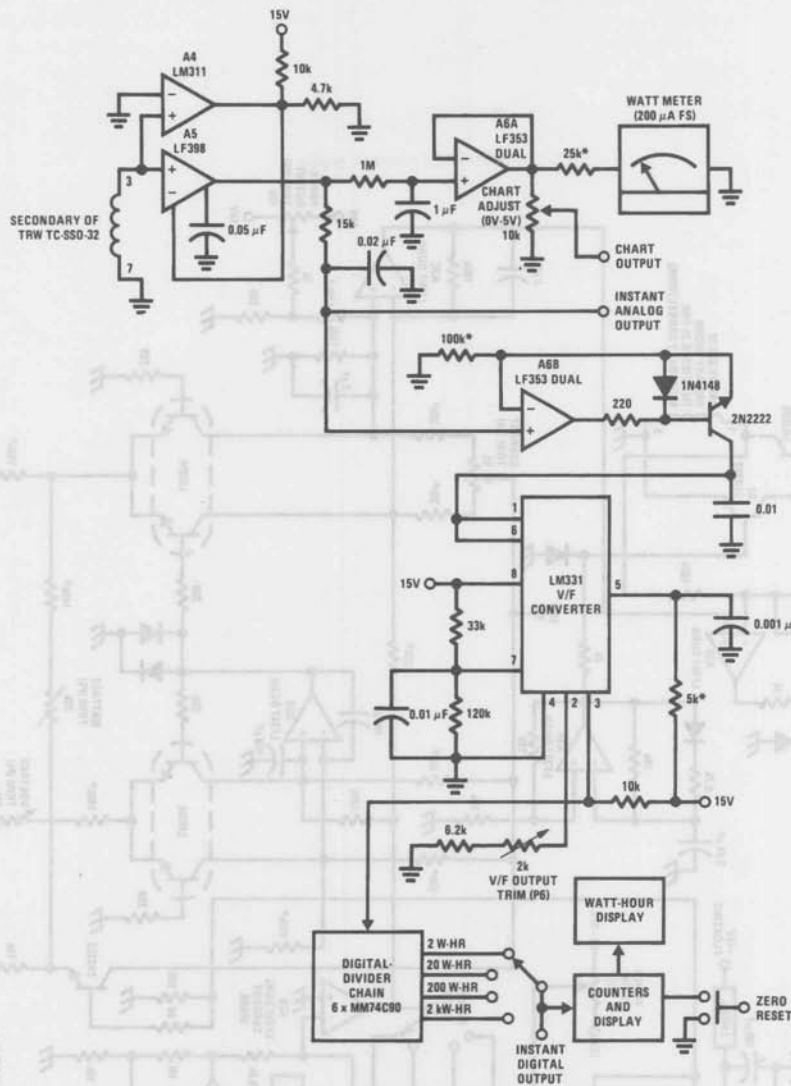 15V
A4
LM311
10k
4.7k
A5
LF398
3
7
SECONDARY OF
TRW TC-SSO-32
0.05 µF
1M
15k
1 µF
0.02 µF
A6A
LF353
DUAL
CHART
ADJUST
(0V-5V)
10k
25k*
WATT METER
(200 µA FS)
CHART
OUTPUT
INSTANT
ANALOG
OUTPUT
100k*
A6B
LF353 DUAL
220
1N4148
2N2222
0.01
1
6
8
7
LM331
V/F
CONVERTER
5
4
2
3
15V
33k
0.01 µF
120k
0.001 µ
5k*
10k
15V
6.2k
2k
V/F OUTPUT
TRIM (P6)
DIGITAL-
DIVIDER
CHAIN
6 x MM74C90
2 W-HR
20 W-HR
200 W-HR
2 kW-HR
WATT-HOUR
DISPLAY
COUNTERS
AND
DISPLAY
ZERO
RESET
INSTANT
DIGITAL
OUTPUT